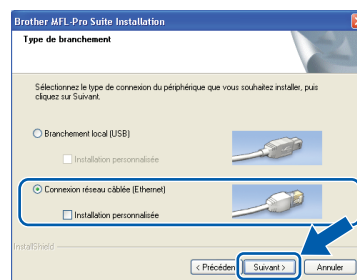 Brother MFL-Pro Suite Installation
Type de branchement
Sélectionnez le type de connexion du périphérique que vous souhaitez installer, puis
cliquez sur Suivant.
Branchement local (USB)
Installation personnalisée
Connexion réseau câblée (Ethernet)
Installation personnalisée
InstallShield
< Précéden
Suivant >
Annuler